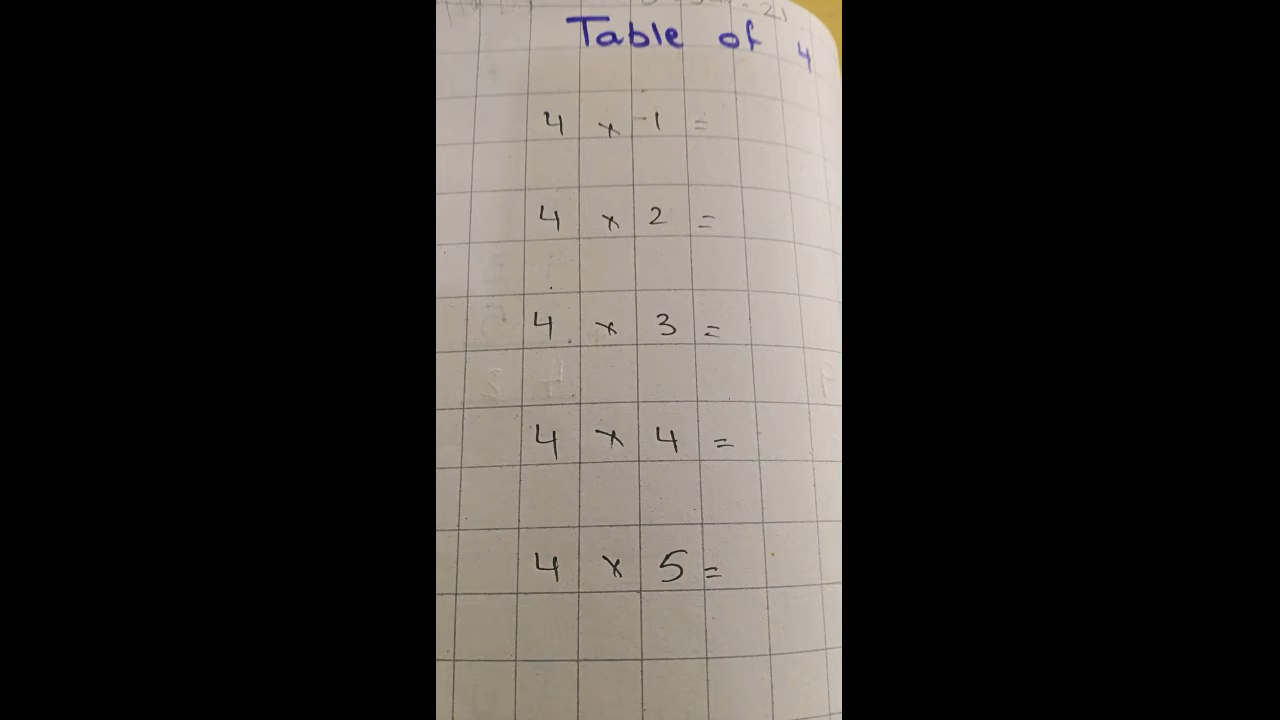 Table of 4
4 × 1 =
4 × 2 =
4 × 3 =
4 × 4 =
4 × 5 =